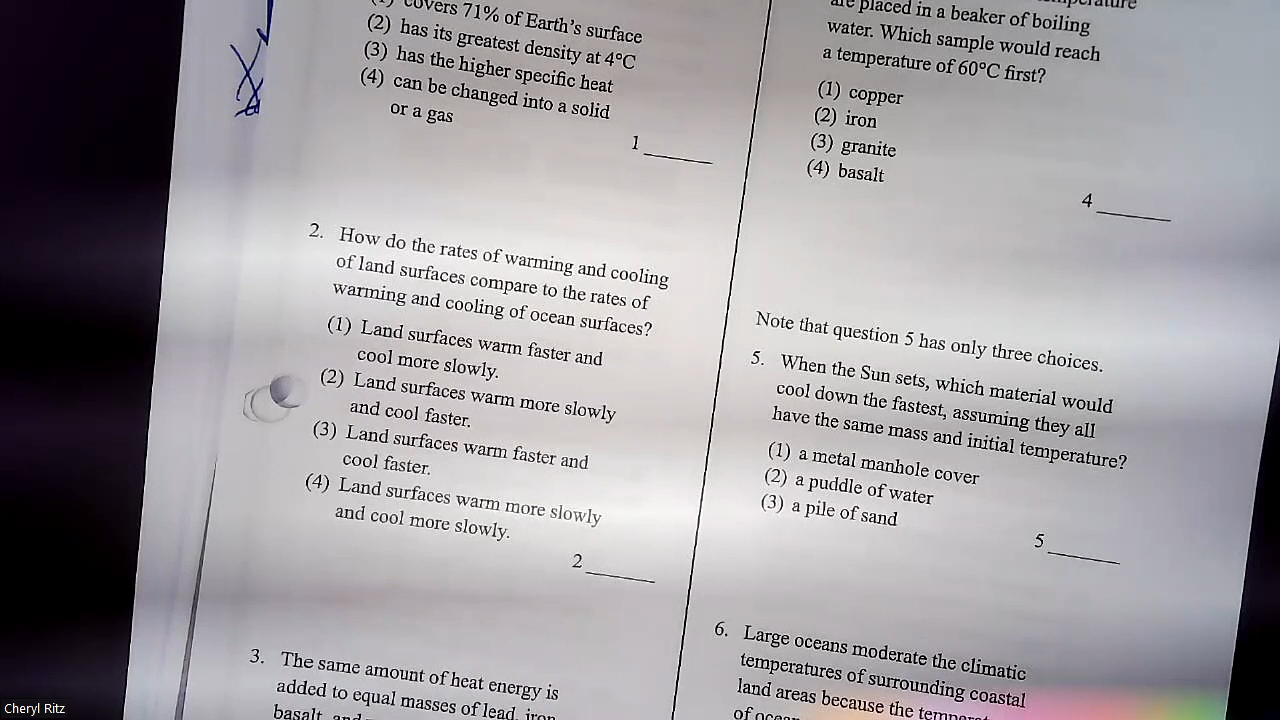 covers 71% of Earth's surface
(2) has its greatest density at 4°C
(3) has the higher specific heat
(4) can be changed into a solid
or a gas
1
2. How do the rates of warming and cooling
of land surfaces compare to the rates of
warming and cooling of ocean surfaces?
(1) Land surfaces warm faster and
cool more slowly.
(2) Land surfaces warm more slowly
and cool faster.
(3) Land surfaces warm faster and
cool faster.
(4) Land surfaces warm more slowly
and cool more slowly.
2
3. The same amount of heat energy is
added to equal masses of lead, iron
basalt, and
are placed in a beaker of boiling
water. Which sample would reach
a temperature of 60°C first?
(1) copper
(2) iron
(3) granite
(4) basalt
4
Note that question 5 has only three choices.
5. When the Sun sets, which material would
cool down the fastest, assuming they all
have the same mass and initial temperature?
(1) a metal manhole cover
(2) a puddle of water
(3) a pile of sand
5
6. Large oceans moderate the climatic
temperatures of surrounding coastal
land areas because the
of
Cheryl Ritz